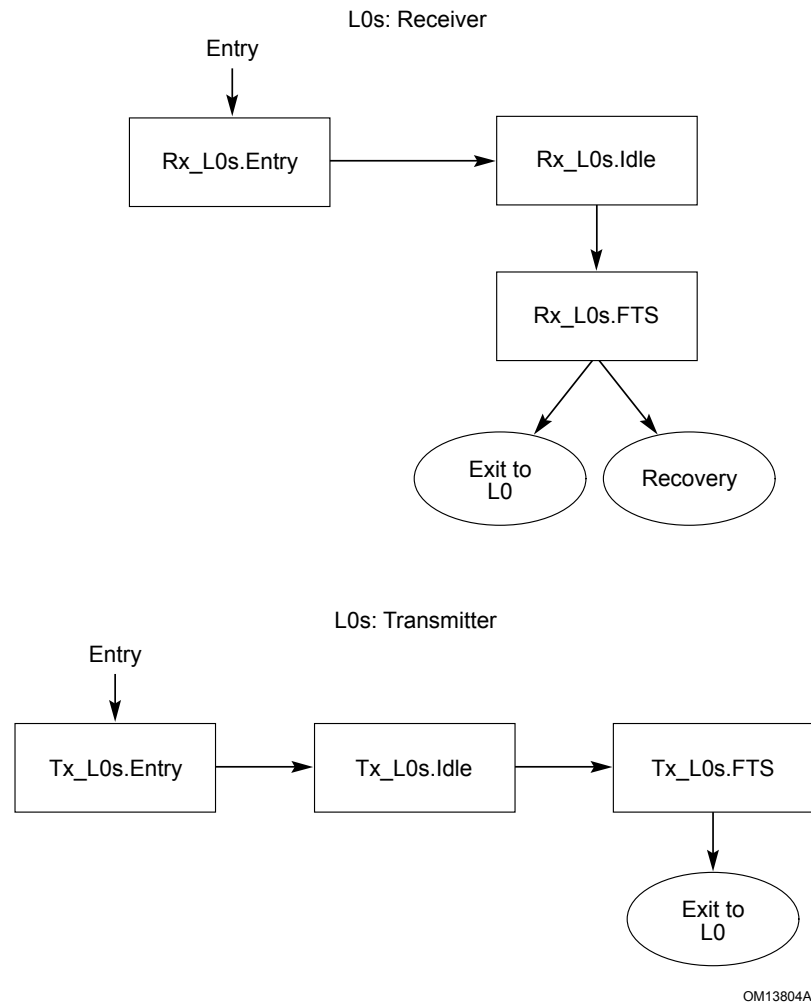 L0s: Receiver
Entry
Rx_L0s.Entry
Rx_L0s.Idle
Rx_L0s.FTS
Exit to
L0
Recovery
L0s: Transmitter
Entry
Tx_L0s.Entry
Tx_L0s.Idle
Tx_L0s.FTS
Exit to
L0
OM13804A